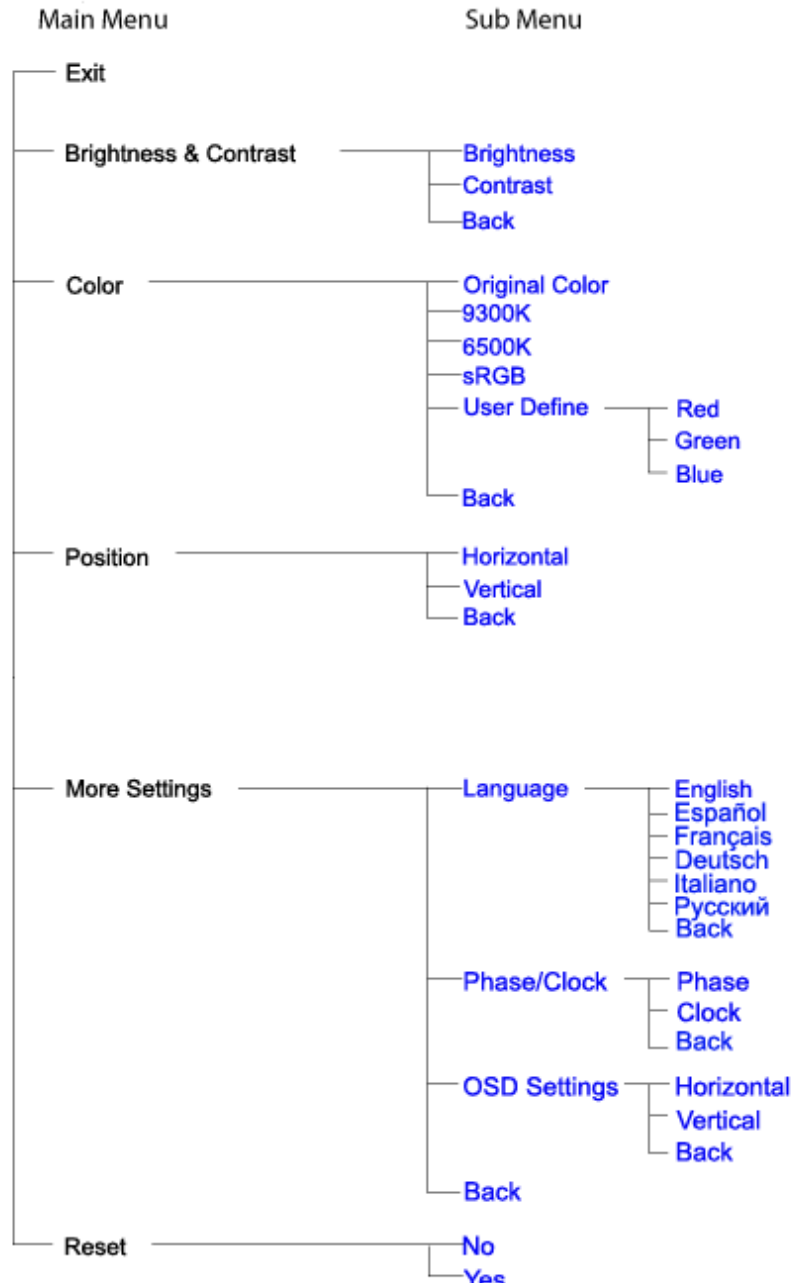 Main Menu Sub Menu
Exit
Brightness & Contrast Brightness
Contrast
Back
Color Original Color
9300K
6500K
sRGB
User Define Red
Green
Blue
Back
Position Horizontal
Vertical
Back
More Settings Language English
Español
Français
Deutsch
Italiano
Русский
Back
Phase/Clock Phase
Clock
Back
OSD Settings Horizontal
Vertical
Back
Back
Reset No
Yes